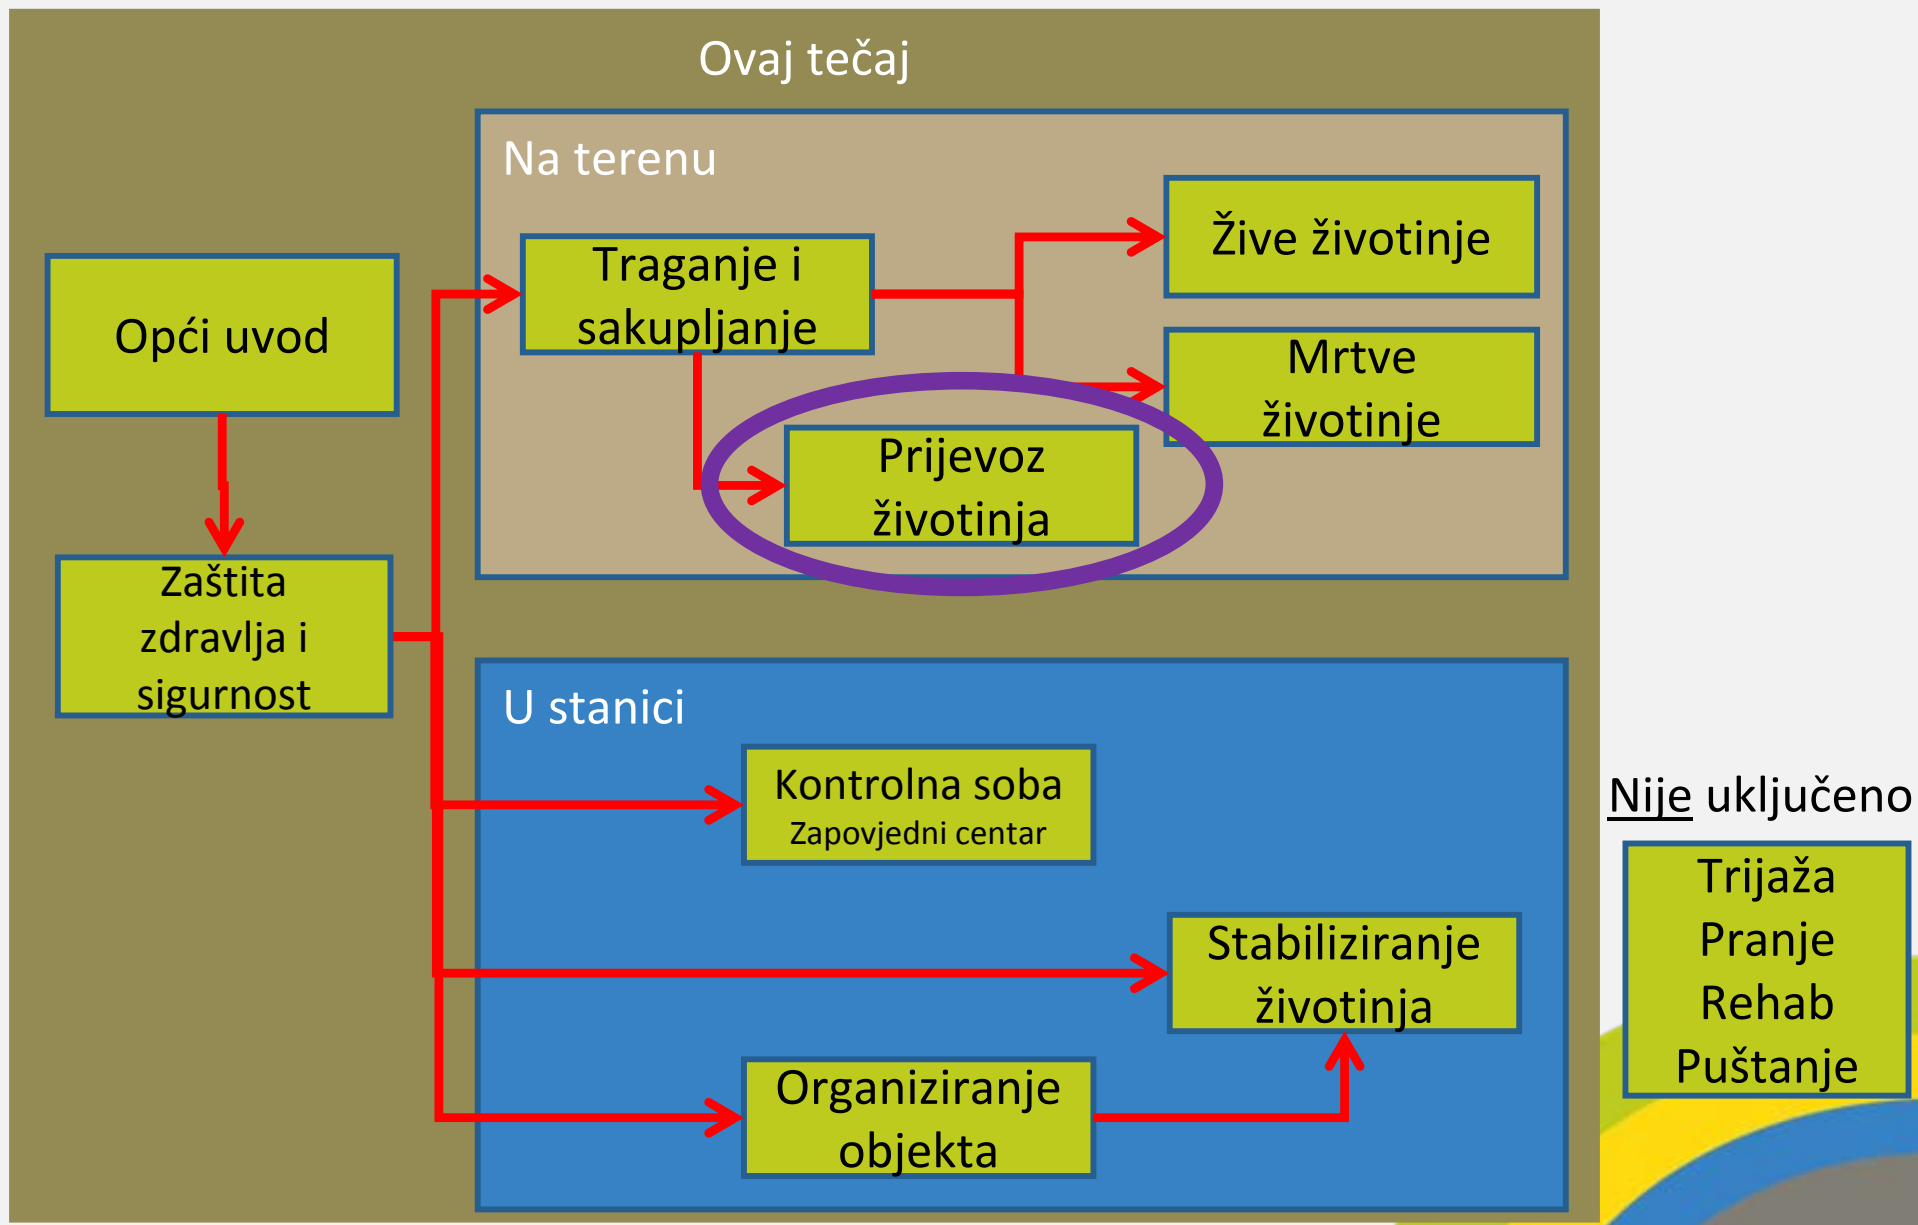 Ovaj tečaj
Na terenu
Opći uvod
Zaštita
zdravlja i
sigurnost
Traganje i
sakupljanje
Žive životinje
Mrtve
životinje
Prijevoz
životinja
U stanici
Kontrolna soba
Zapovjedni centar
Stabiliziranje
životinja
Organiziranje
objekta
Nije uključeno
Trijaža
Pranje
Rehab
Puštanje